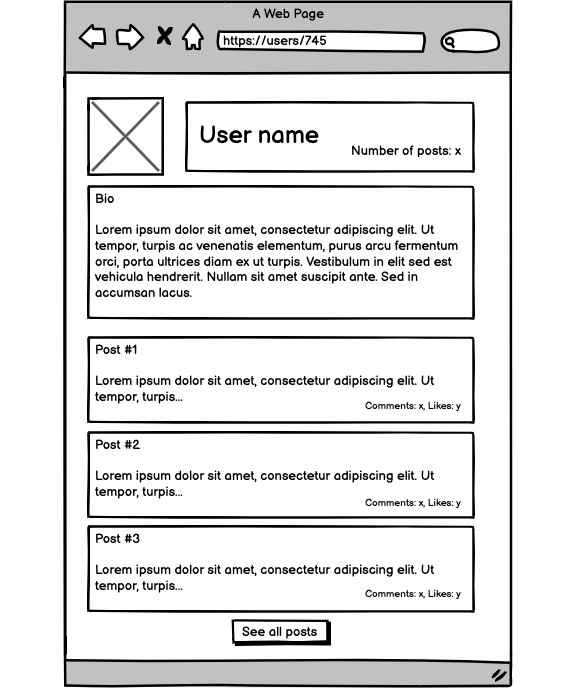 A Web Page
https://users/745
User name
Number of posts: x
Bio
Lorem ipsum dolor sit amet, consectetur adipiscing elit. Ut
tempor, turpis ac venenatis elementum, purus arcu fermentum
orci, porta ultrices diam ex ut turpis. Vestibulum in elit sed est
vehicula hendrerit. Nullam sit amet suscipit ante. Sed in
accumsan lacus.
Post #1
Lorem ipsum dolor sit amet, consectetur adipiscing elit. Ut
tempor, turpis...
Comments: x, Likes: y
Post #2
Lorem ipsum dolor sit amet, consectetur adipiscing elit. Ut
tempor, turpis...
Comments: x, Likes: y
Post #3
Lorem ipsum dolor sit amet, consectetur adipiscing elit. Ut
tempor, turpis...
Comments: x, Likes: y
See all posts